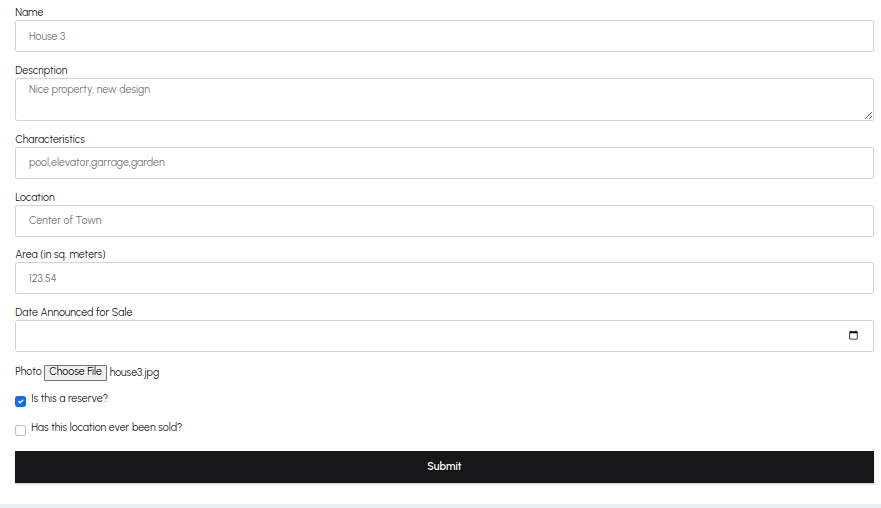 Name
House 3
Description
Nice property, new design
Characteristics
pool,elevator,garrage,garden
Location
Center of Town
Area (in sq. meters)
123.54
Date Announced for Sale
Photo Choose File house3.jpg
Is this a reserve?
Has this location ever been sold?
Submit